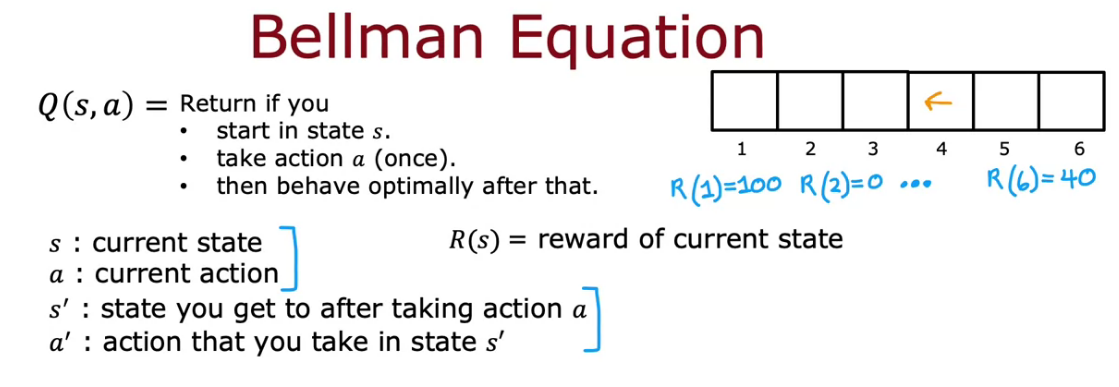 Bellman Equation
Q(s, a) = Return if you
• start in state s.
• take action a (once).
• then behave optimally after that.
←
1 2 3 4 5 6
R(1)=100 R(2)=0 ... R(6)=40
s : current state
R(s) = reward of current state
a : current action
s′ : state you get to after taking action a
a′ : action that you take in state s′